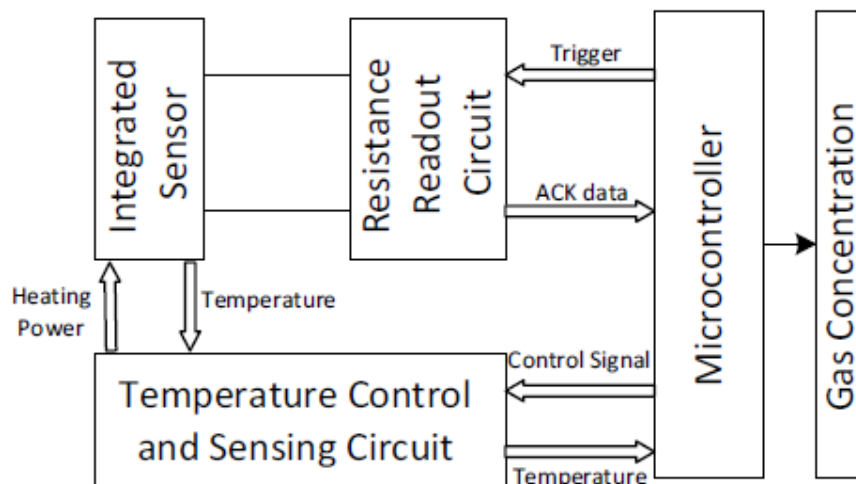 Integrated
Sensor
Resistance
Readout
Circuit
Trigger
ACK data
Microcontroller
Gas Concentration
Heating
Power
Temperature
Control Signal
Temperature Control
and Sensing Circuit
Temperature